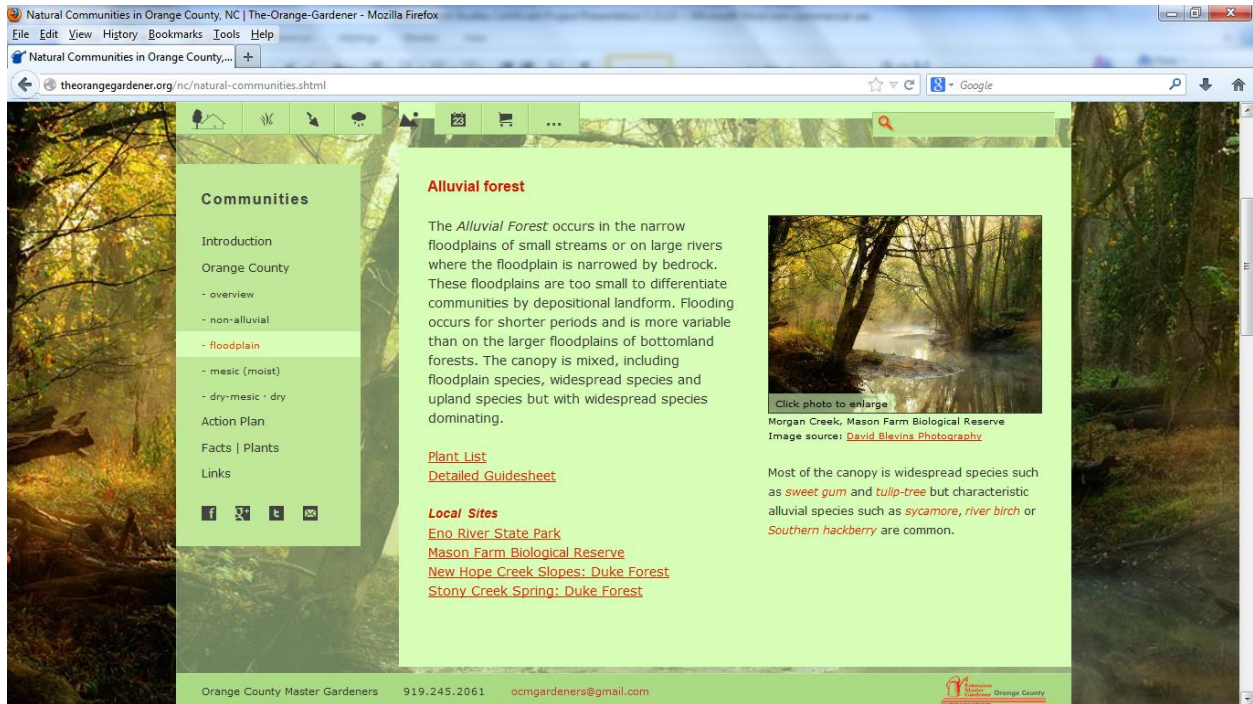 Natural Communities in Orange County, NC | The-Orange-Gardener - Mozilla Firefox
File Edit View History Bookmarks Tools Help
Natural Communities in Orange County,... +
theorangegardener.org/nc/natural-communities.shtml
Google
23
...
Communities
Introduction
Orange County
- overview
- non-alluvial
- floodplain
- mesic (moist)
- dry-mesic · dry
Action Plan
Facts | Plants
Links
Alluvial forest
The Alluvial Forest occurs in the narrow
floodplains of small streams or on large rivers
where the floodplain is narrowed by bedrock.
These floodplains are too small to differentiate
communities by depositional landform. Flooding
occurs for shorter periods and is more variable
than on the larger floodplains of bottomland
forests. The canopy is mixed, including
floodplain species, widespread species and
upland species but with widespread species
dominating.
Plant List
Detailed Guidesheet
Local Sites
Eno River State Park
Mason Farm Biological Reserve
New Hope Creek Slopes: Duke Forest
Stony Creek Spring: Duke Forest
Click photo to enlarge
Morgan Creek, Mason Farm Biological Reserve
Image source: David Blevins Photography
Most of the canopy is widespread species such
as sweet gum and tulip-tree but characteristic
alluvial species such as sycamore, river birch or
Southern hackberry are common.
Orange County Master Gardeners 919.245.2061 ocmgardeners@gmail.com
Extension
Master
Gardener Orange County